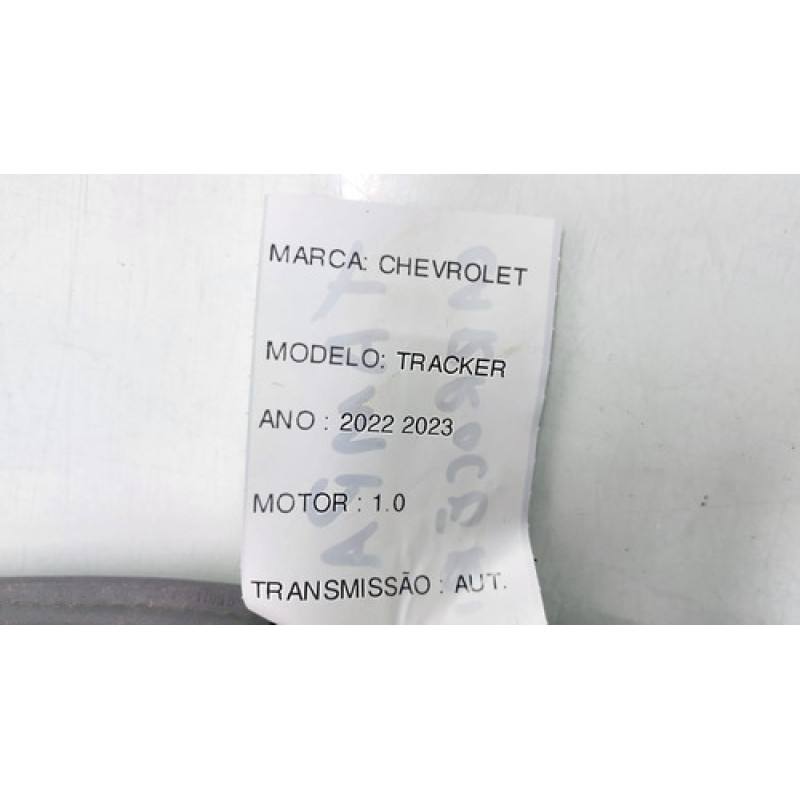 MARCA: CHEVROLET
MODELO: TRACKER
ANO : 2022 2023
MOTOR : 1.0
TRANSMISSÃO : AUT.